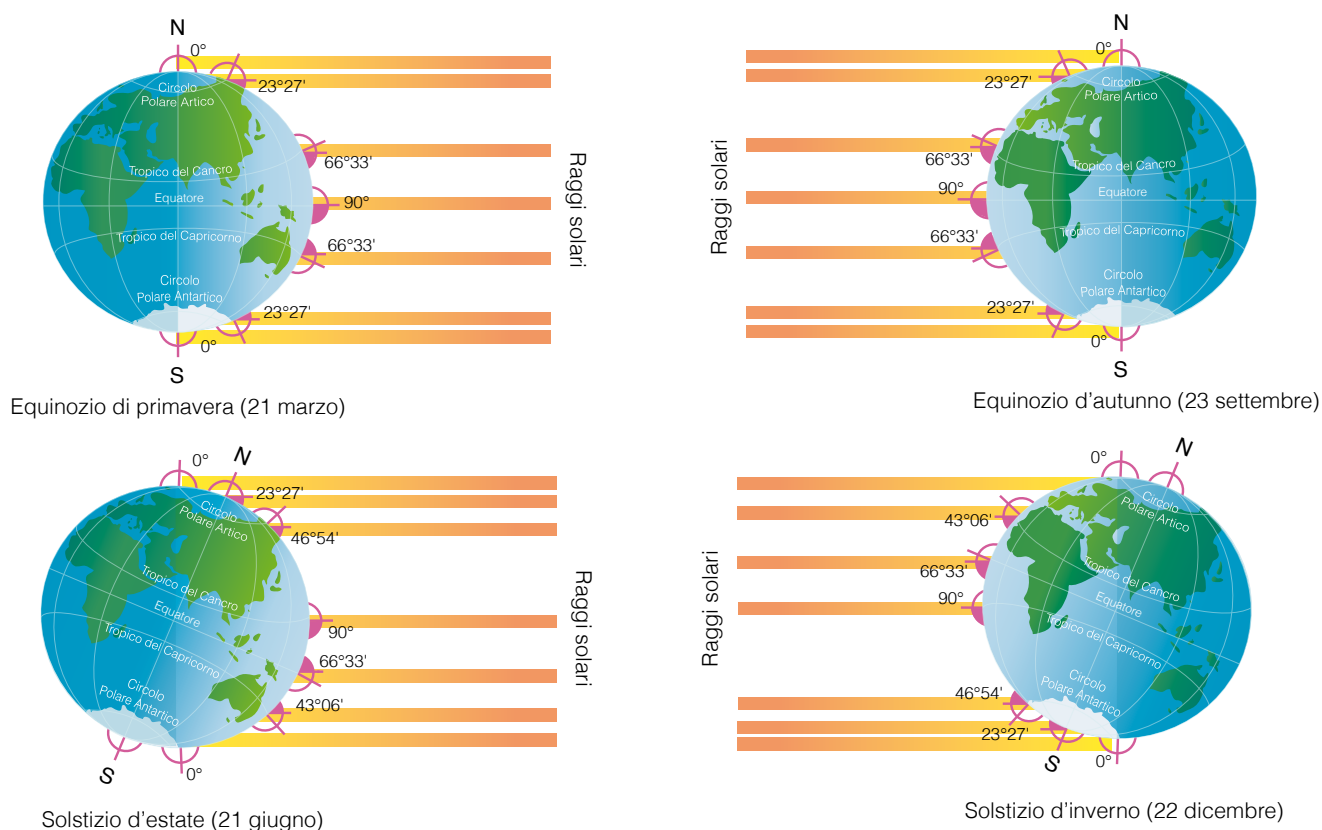 N
0°
23°27'
Circolo
Polare Artico
66°33'
Tropico del Cancro
Equatore
90°
Tropico del Capricorno
66°33'
Circolo
Polare Antartico
23°27'
0°
S
Raggi solari
Equinozio di primavera (21 marzo)
N
0°
23°27'
Circolo
Polare Artico
66°33'
Tropico del Cancro
90°
Equatore
66°33'
Tropico del Capricorno
Circolo
Polare Antartico
23°27'
0°
S
Raggi solari
Equinozio d'autunno (23 settembre)
0°
N
23°27'
Circolo
Polare Artico
46°54'
Tropico del Cancro
Equatore
90°
Tropico del Capricorno
66°33'
Circolo
Polare Antartico
43°06'
S
0°
Raggi solari
Solstizio d'estate (21 giugno)
0°
N
Circolo
Polare Artico
43°06'
66°33'
Tropico del Cancro
90°
Equatore
Tropico del Capricorno
46°54'
Circolo
Polare Antartico
23°27'
S
0°
Raggi solari
Solstizio d'inverno (22 dicembre)